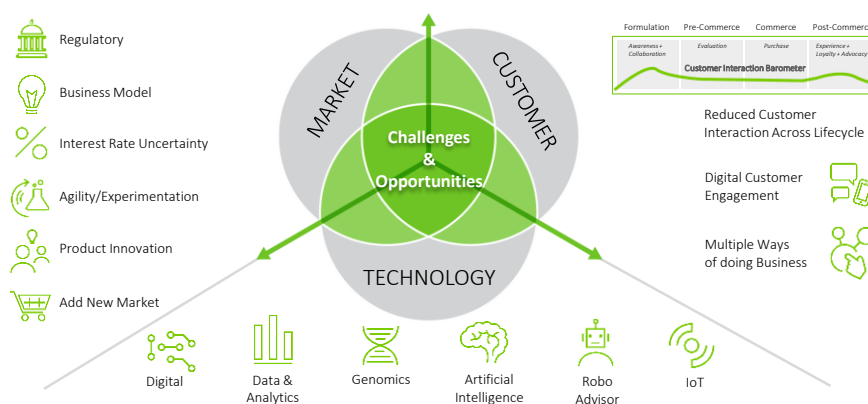 Regulatory
Business Model
Interest Rate Uncertainty
Agility/Experimentation
Product Innovation
Add New Market
MARKET
CUSTOMER
TECHNOLOGY
Challenges
&
Opportunities
Formulation Pre-Commerce Commerce Post-Commerce
Awareness + Evaluation Purchase Experience +
Collaboration Loyalty + Advocacy
Customer Interaction Barometer
Reduced Customer
Interaction Across Lifecycle
Digital Customer
Engagement
Multiple Ways
of doing Business
Digital
Data &
Analytics
Genomics
Artificial
Intelligence
Robo
Advisor
IoT